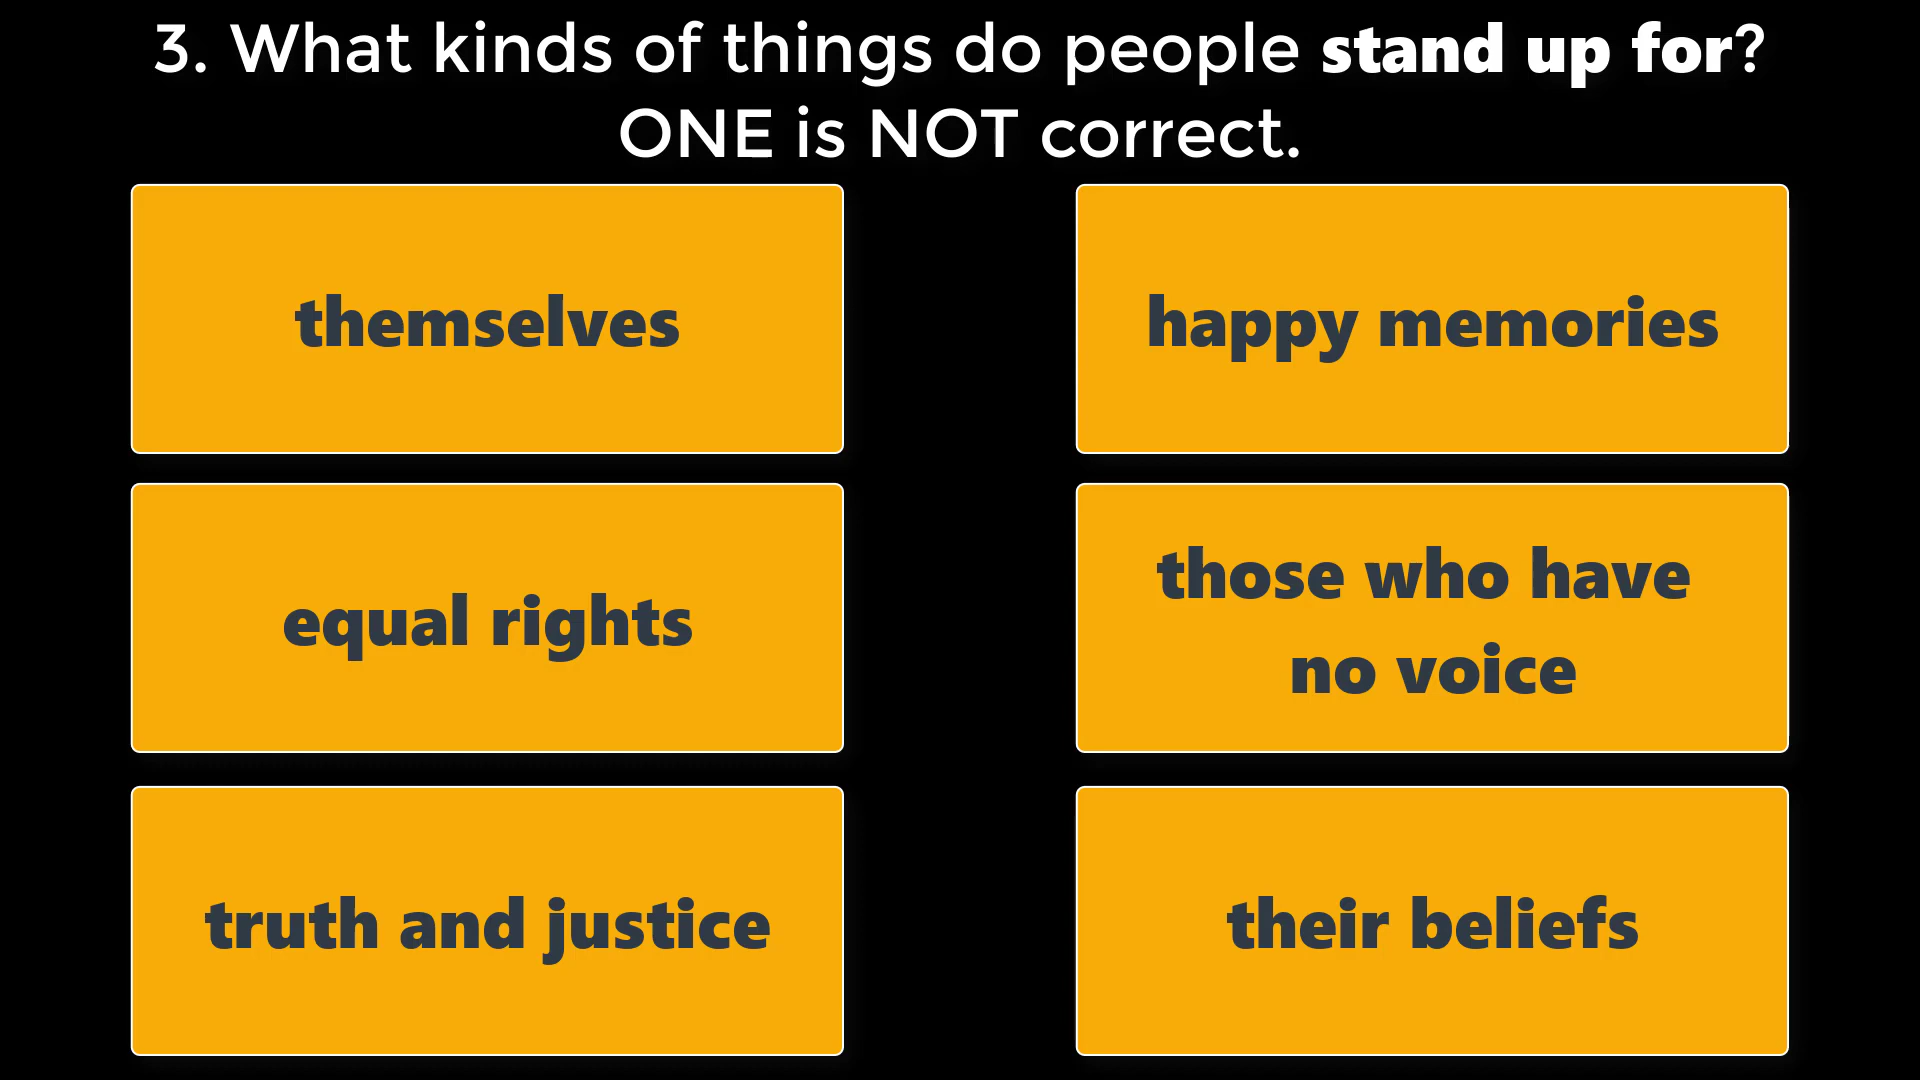 3. What kinds of things do people stand up for?
ONE is NOT correct.
themselves
happy memories
equal rights
those who have
no voice
truth and justice
their beliefs